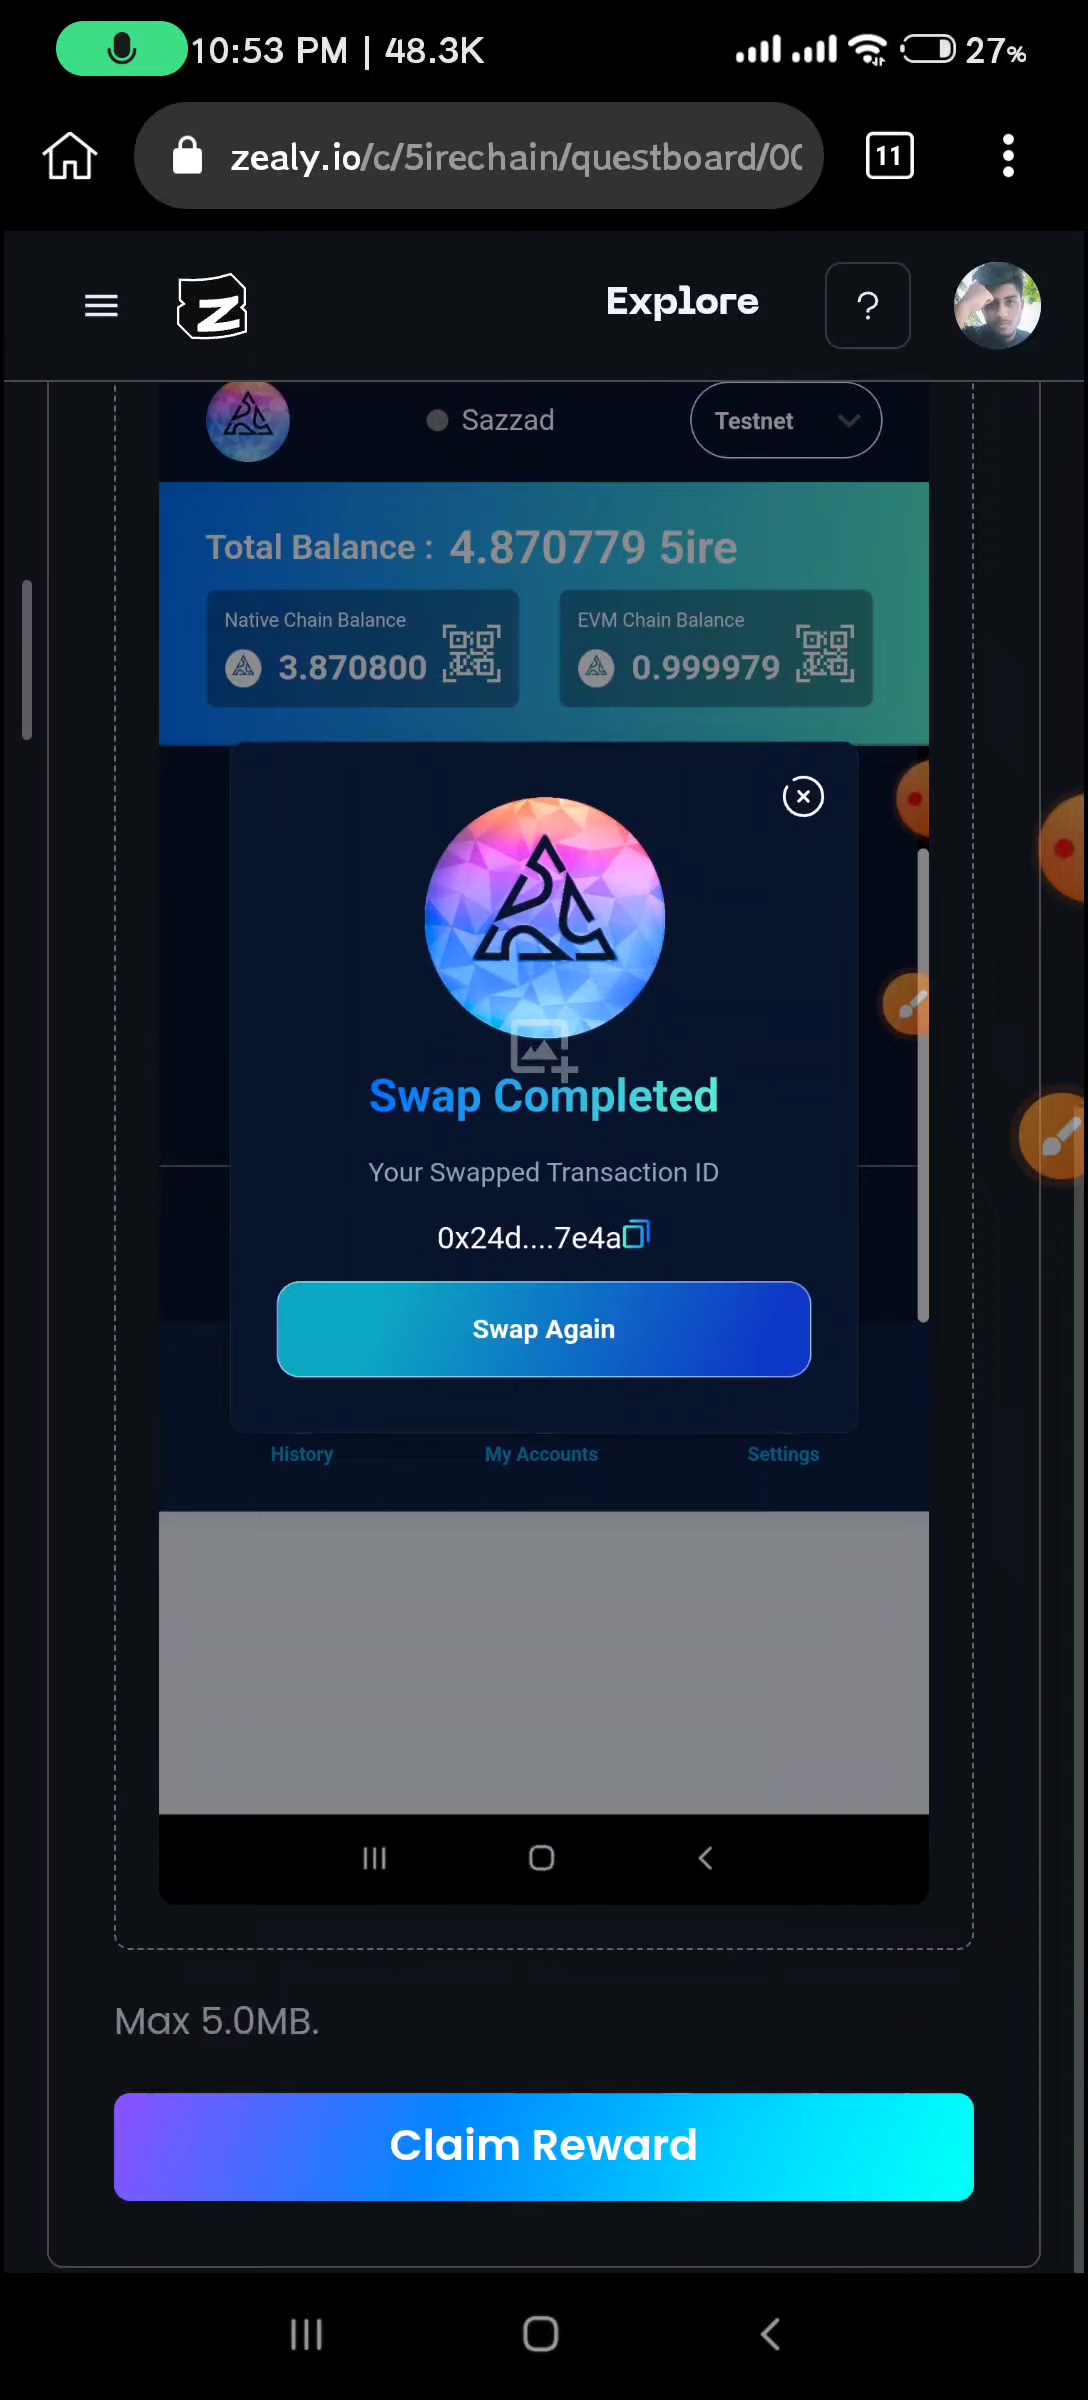 10:53 PM | 48.3K
27%
zealy.io/c/5irechain/questboard/00
11
Explore
?
Sazzad
Testnet
Total Balance : 4.870779 5ire
Native Chain Balance
3.870800
EVM Chain Balance
0.999979
Swap Completed
Your Swapped Transaction ID
0x24d....7e4a
Swap Again
History
My Accounts
Settings
Max 5.0MB.
Claim Reward